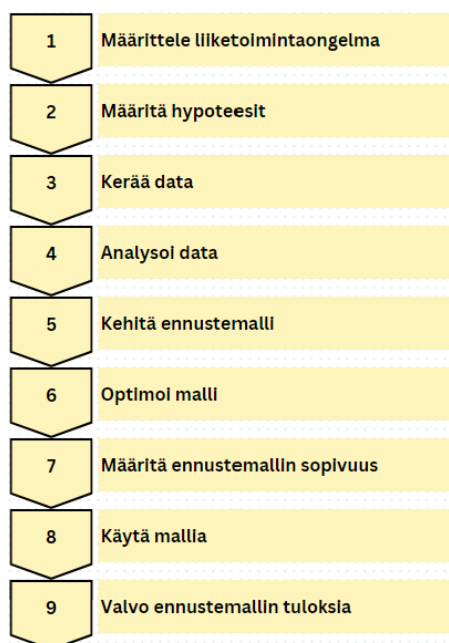 1 Määrittele liiketoimintaongelma
2 Määritä hypoteesit
3 Kerää data
4 Analysoi data
5 Kehitä ennustemalli
6 Optimoi malli
7 Määritä ennustemallin sopivuus
8 Käytä mallia
9 Valvo ennustemallin tuloksia